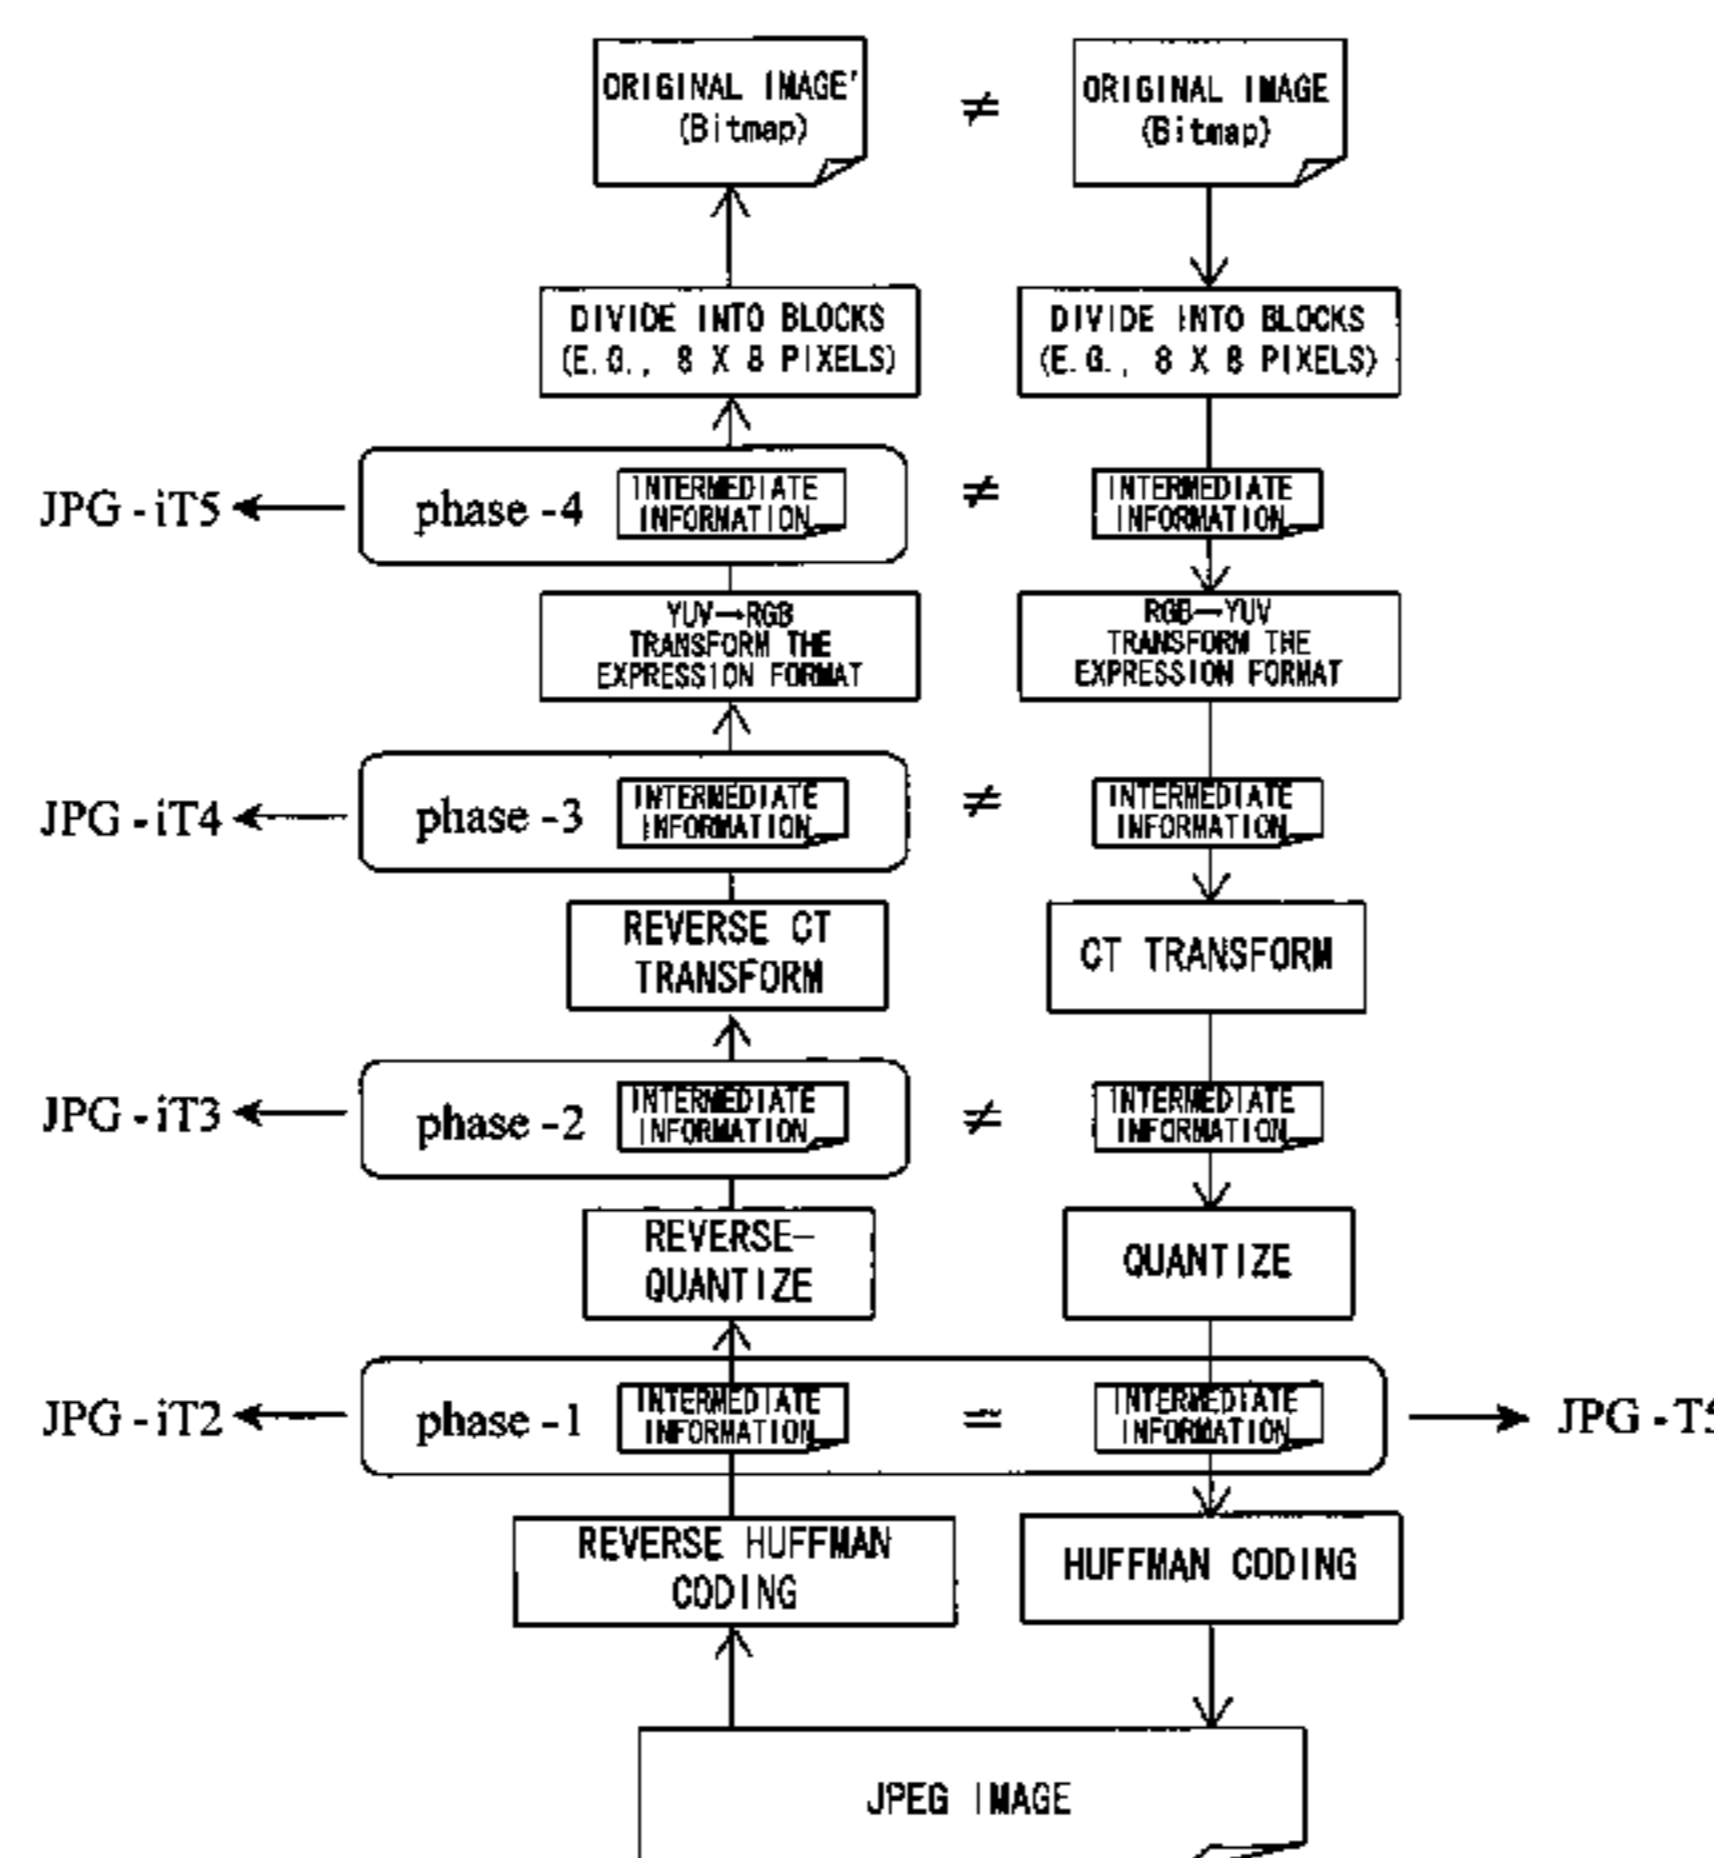 ORIGINAL IMAGE'
(Bitmap)
≠
ORIGINAL IMAGE
(Bitmap)
DIVIDE INTO BLOCKS
(E.G., 8 X 8 PIXELS)
DIVIDE INTO BLOCKS
(E.G., 8 X 8 PIXELS)
JPG-iT5
phase-4
INTERMEDIATE
INFORMATION
≠
INTERMEDIATE
INFORMATION
YUV→RGB
TRANSFORM THE
EXPRESSION FORMAT
RGB→YUV
TRANSFORM THE
EXPRESSION FORMAT
JPG-iT4
phase-3
INTERMEDIATE
INFORMATION
≠
INTERMEDIATE
INFORMATION
REVERSE CT
TRANSFORM
CT TRANSFORM
JPG-iT3
phase-2
INTERMEDIATE
INFORMATION
≠
INTERMEDIATE
INFORMATION
REVERSE-
QUANTIZE
QUANTIZE
JPG-iT2
phase-1
INTERMEDIATE
INFORMATION
=
INTERMEDIATE
INFORMATION
JPG-T5
REVERSE HUFFMAN
CODING
HUFFMAN CODING
JPEG IMAGE